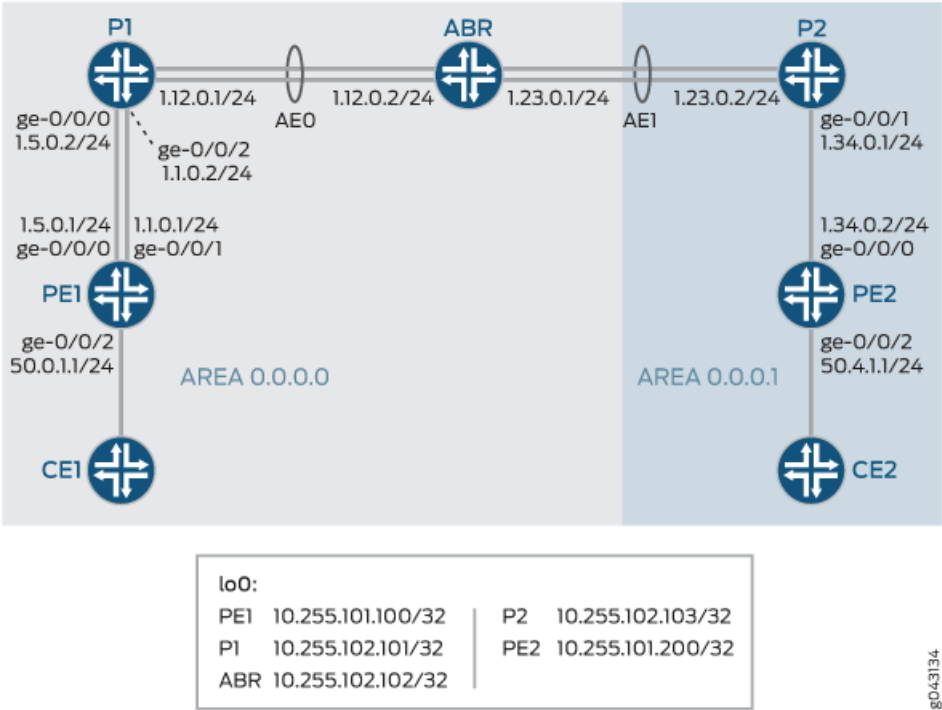 P1
ABR
P2
1.12.0.1/24
1.12.0.2/24
1.23.0.1/24
1.23.0.2/24
AE0
AE1
ge-0/0/0
1.5.0.2/24
ge-0/0/2
1.1.0.2/24
ge-0/0/1
1.34.0.1/24
1.5.0.1/24
ge-0/0/0
1.1.0.1/24
ge-0/0/1
1.34.0.2/24
ge-0/0/0
PE1
PE2
ge-0/0/2
50.0.1.1/24
ge-0/0/2
50.4.1.1/24
AREA 0.0.0.0
AREA 0.0.0.1
CE1
CE2
lo0:
PE1 10.255.101.100/32
P1 10.255.102.101/32
ABR 10.255.102.102/32
P2 10.255.102.103/32
PE2 10.255.101.200/32
g043134